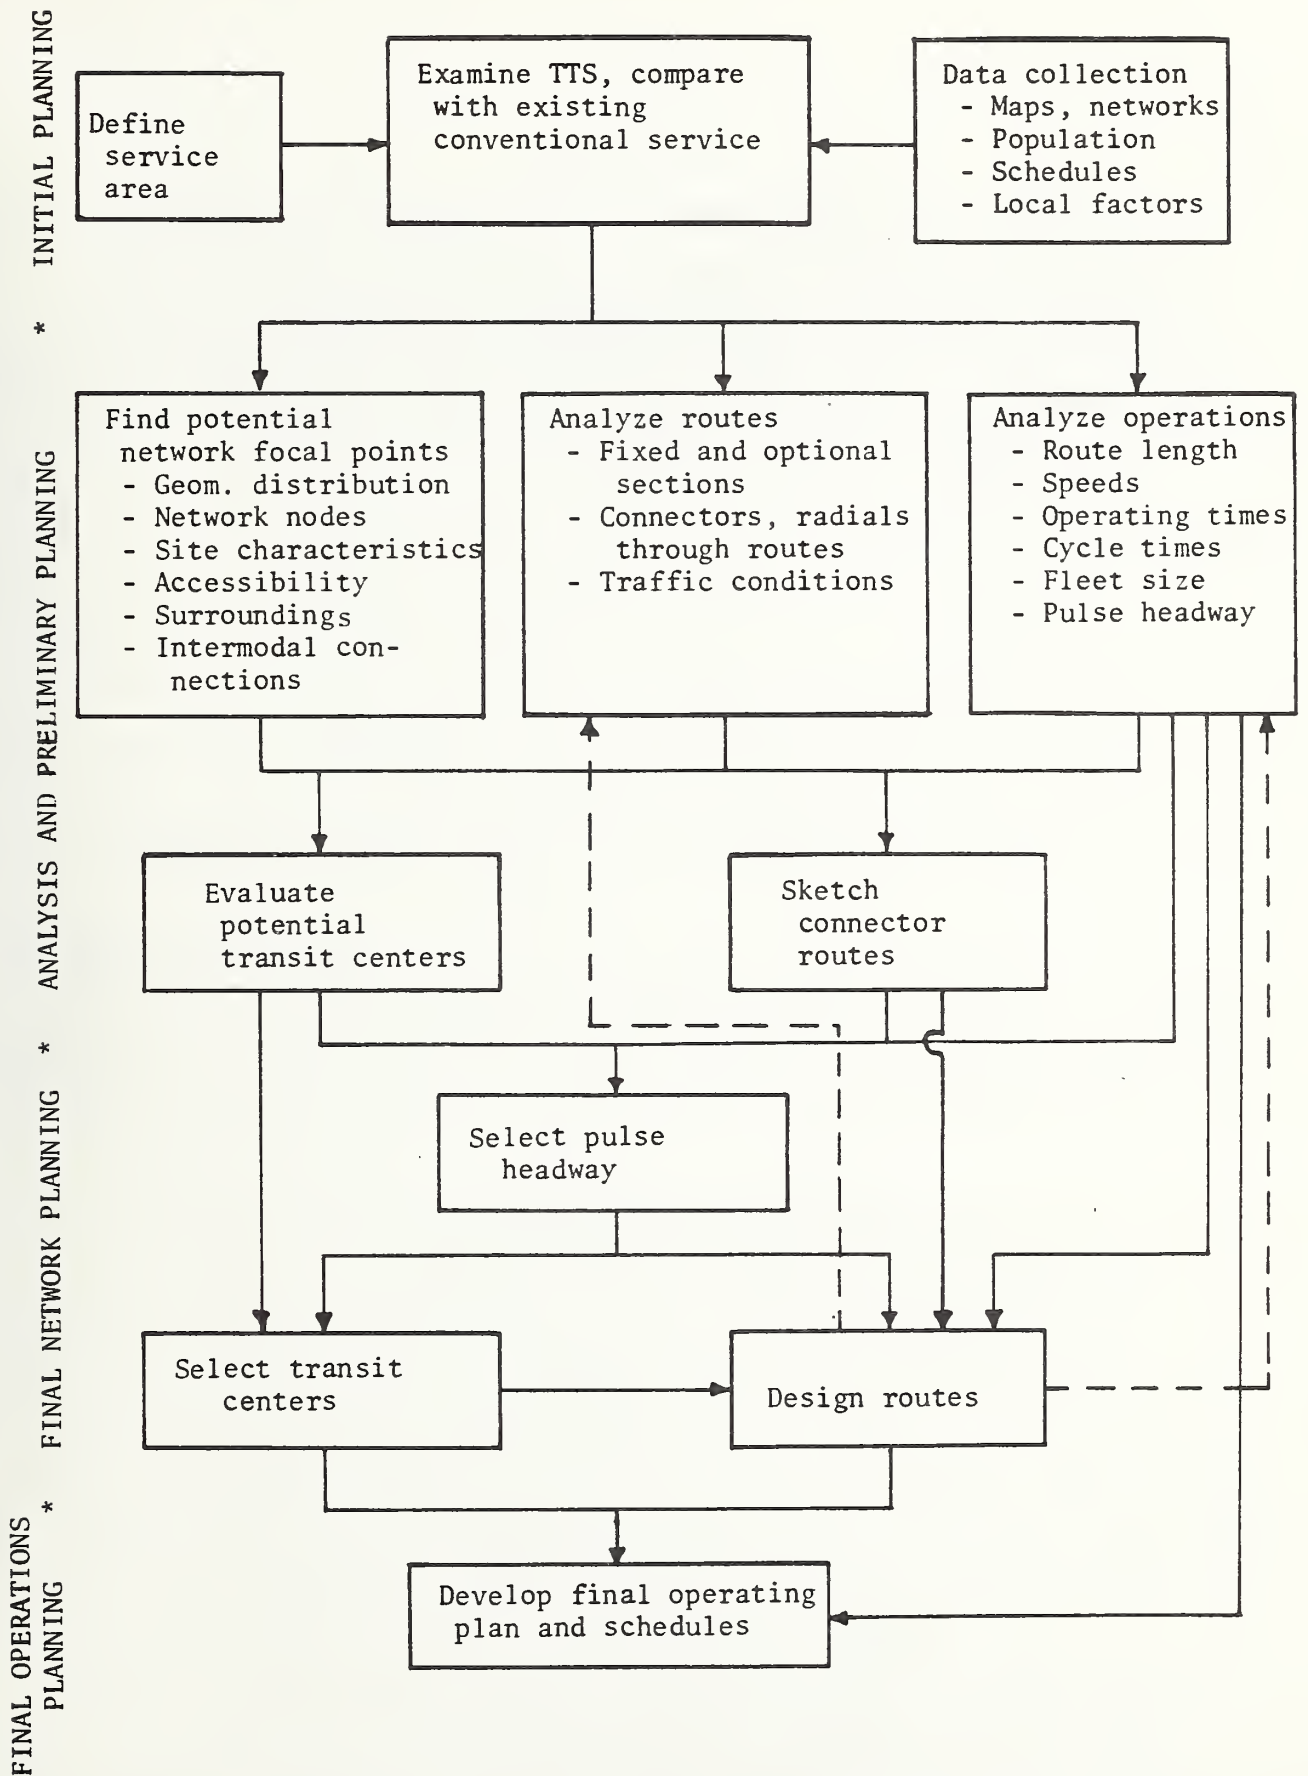 INITIAL PLANNING
*
ANALYSIS AND PRELIMINARY PLANNING
*
FINAL NETWORK PLANNING
*
FINAL OPERATIONS
PLANNING
Define
service
area
Examine TTS, compare
with existing
conventional service
Data collection
- Maps, networks
- Population
- Schedules
- Local factors
Find potential
network focal points
- Geom. distribution
- Network nodes
- Site characteristics
- Accessibility
- Surroundings
- Intermodal con-
nections
Analyze routes
- Fixed and optional
sections
- Connectors, radials
through routes
- Traffic conditions
Analyze operations
- Route length
- Speeds
- Operating times
- Cycle times
- Fleet size
- Pulse headway
Evaluate
potential
transit centers
Sketch
connector
routes
Select pulse
headway
Select transit
centers
Design routes
Develop final operating
plan and schedules